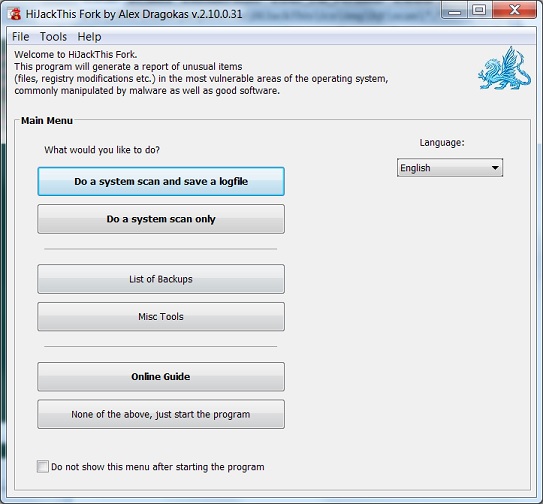 HiJackThis Fork by Alex Dragokas v.2.10.0.31
File Tools Help
Welcome to HiJackThis Fork.
This program will generate a report of unusual items
(files, registry modifications etc.) in the most vulnerable areas of the operating system,
commonly manipulated by malware as well as good software.
Main Menu
What would you like to do?
Language:
English
Do a system scan and save a logfile
Do a system scan only
List of Backups
Misc Tools
Online Guide
None of the above, just start the program
Do not show this menu after starting the program